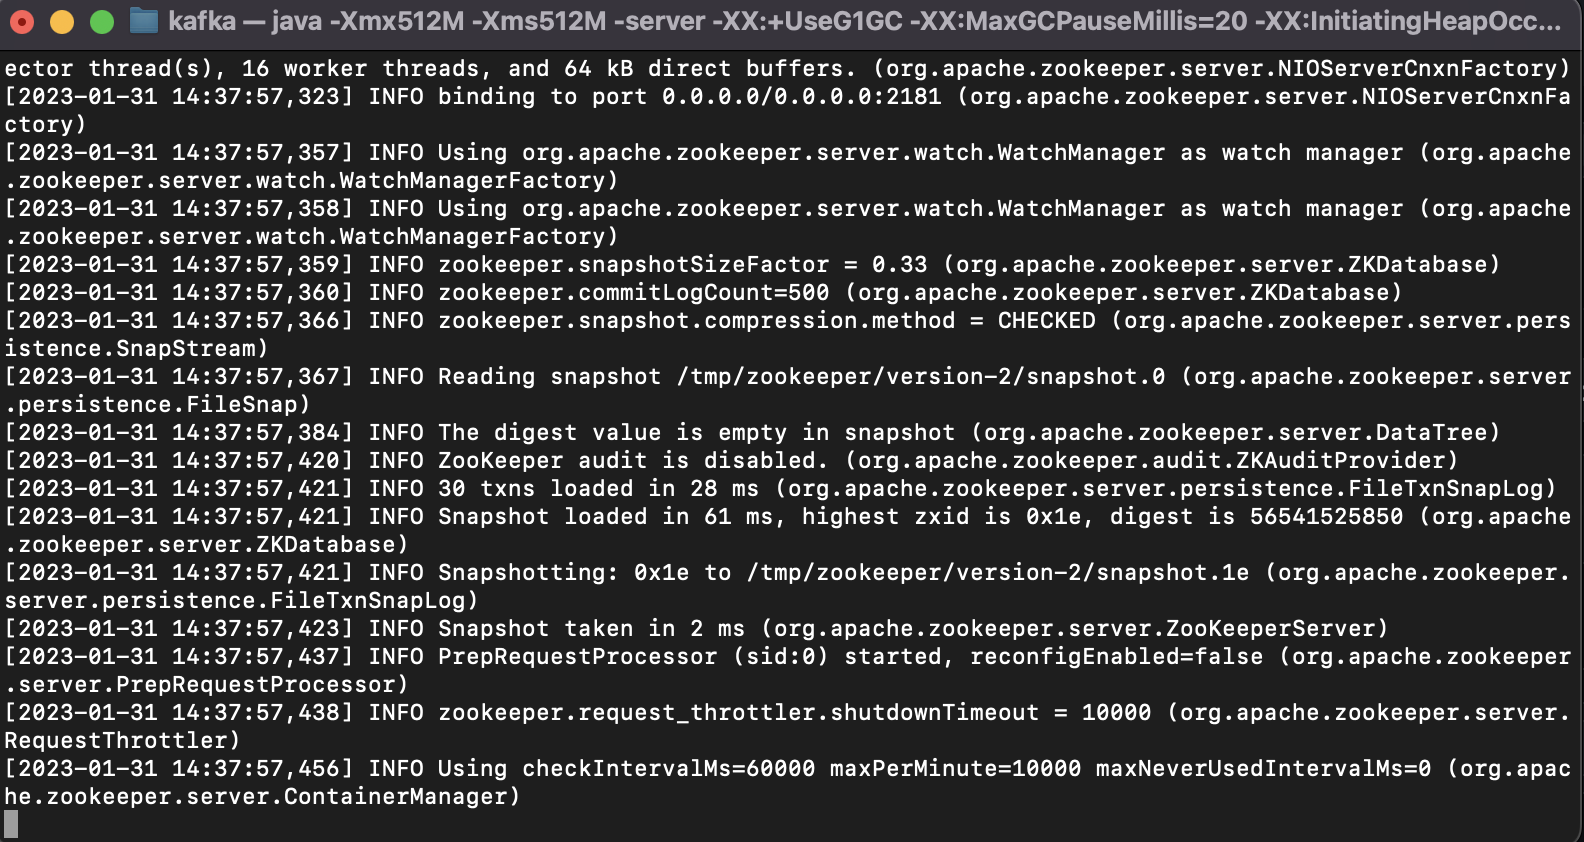 kafka — java -Xmx512M -Xms512M -server -XX:+UseG1GC -XX:MaxGCPauseMillis=20 -XX:InitiatingHeapOcc...
ector thread(s), 16 worker threads, and 64 kB direct buffers. (org.apache.zookeeper.server.NIOServerCnxnFactory)
[2023-01-31 14:37:57,323] INFO binding to port 0.0.0.0/0.0.0.0:2181 (org.apache.zookeeper.server.NIOServerCnxnFa
ctory)
[2023-01-31 14:37:57,357] INFO Using org.apache.zookeeper.server.watch.WatchManager as watch manager (org.apache
.zookeeper.server.watch.WatchManagerFactory)
[2023-01-31 14:37:57,358] INFO Using org.apache.zookeeper.server.watch.WatchManager as watch manager (org.apache
.zookeeper.server.watch.WatchManagerFactory)
[2023-01-31 14:37:57,359] INFO zookeeper.snapshotSizeFactor = 0.33 (org.apache.zookeeper.server.ZKDatabase)
[2023-01-31 14:37:57,360] INFO zookeeper.commitLogCount=500 (org.apache.zookeeper.server.ZKDatabase)
[2023-01-31 14:37:57,366] INFO zookeeper.snapshot.compression.method = CHECKED (org.apache.zookeeper.server.pers
istence.SnapStream)
[2023-01-31 14:37:57,367] INFO Reading snapshot /tmp/zookeeper/version-2/snapshot.0 (org.apache.zookeeper.server
.persistence.FileSnap)
[2023-01-31 14:37:57,384] INFO The digest value is empty in snapshot (org.apache.zookeeper.server.DataTree)
[2023-01-31 14:37:57,420] INFO ZooKeeper audit is disabled. (org.apache.zookeeper.audit.ZKAuditProvider)
[2023-01-31 14:37:57,421] INFO 30 txns loaded in 28 ms (org.apache.zookeeper.server.persistence.FileTxnSnapLog)
[2023-01-31 14:37:57,421] INFO Snapshot loaded in 61 ms, highest zxid is 0x1e, digest is 56541525850 (org.apache
.zookeeper.server.ZKDatabase)
[2023-01-31 14:37:57,421] INFO Snapshotting: 0x1e to /tmp/zookeeper/version-2/snapshot.1e (org.apache.zookeeper.
server.persistence.FileTxnSnapLog)
[2023-01-31 14:37:57,423] INFO Snapshot taken in 2 ms (org.apache.zookeeper.server.ZooKeeperServer)
[2023-01-31 14:37:57,437] INFO PrepRequestProcessor (sid:0) started, reconfigEnabled=false (org.apache.zookeeper
.server.PrepRequestProcessor)
[2023-01-31 14:37:57,438] INFO zookeeper.request_throttler.shutdownTimeout = 10000 (org.apache.zookeeper.server.
RequestThrottler)
[2023-01-31 14:37:57,456] INFO Using checkIntervalMs=60000 maxPerMinute=10000 maxNeverUsedIntervalMs=0 (org.apac
he.zookeeper.server.ContainerManager)